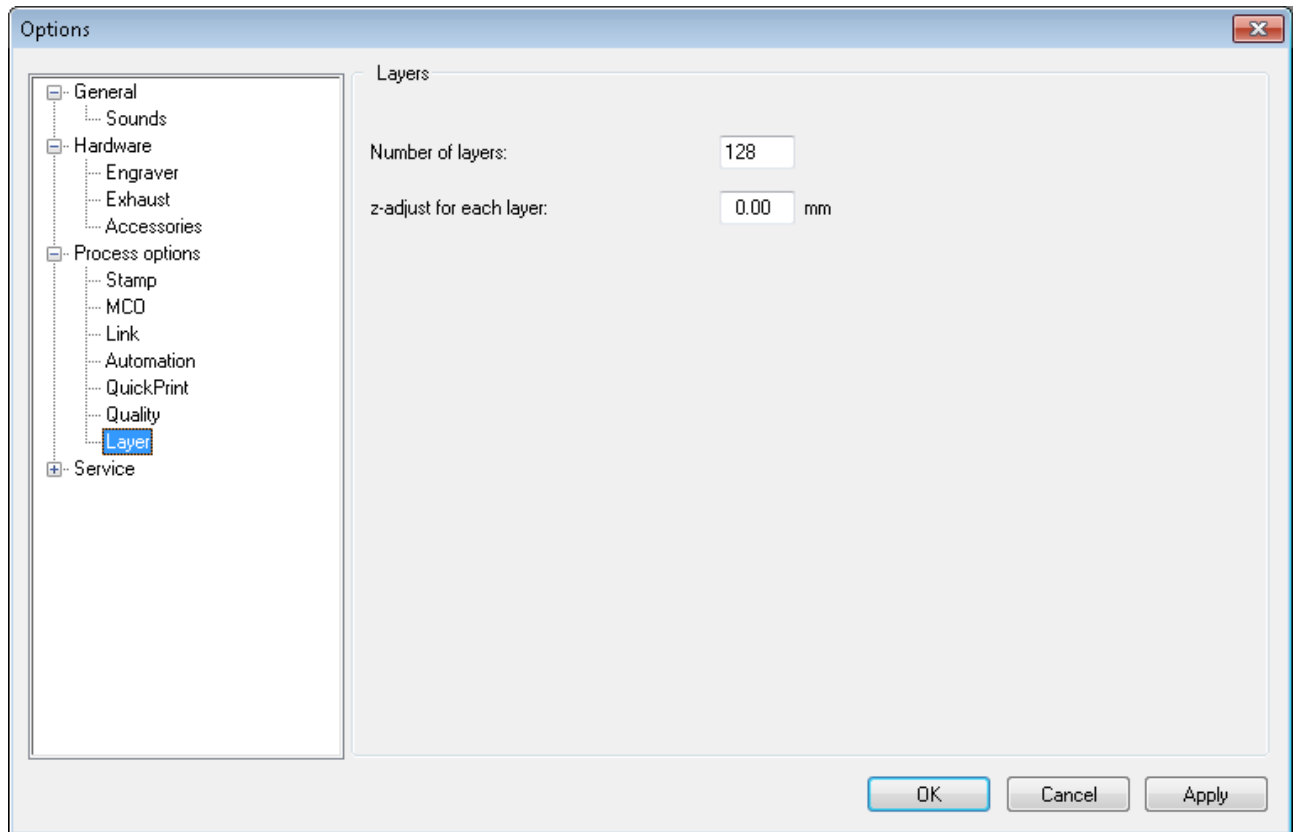 Options
General
Sounds
Hardware
Engraver
Exhaust
Accessories
Process options
Stamp
MCO
Link
Automation
QuickPrint
Quality
Layer
Service
Layers
Number of layers: 128
z-adjust for each layer: 0.00 mm
OK Cancel Apply